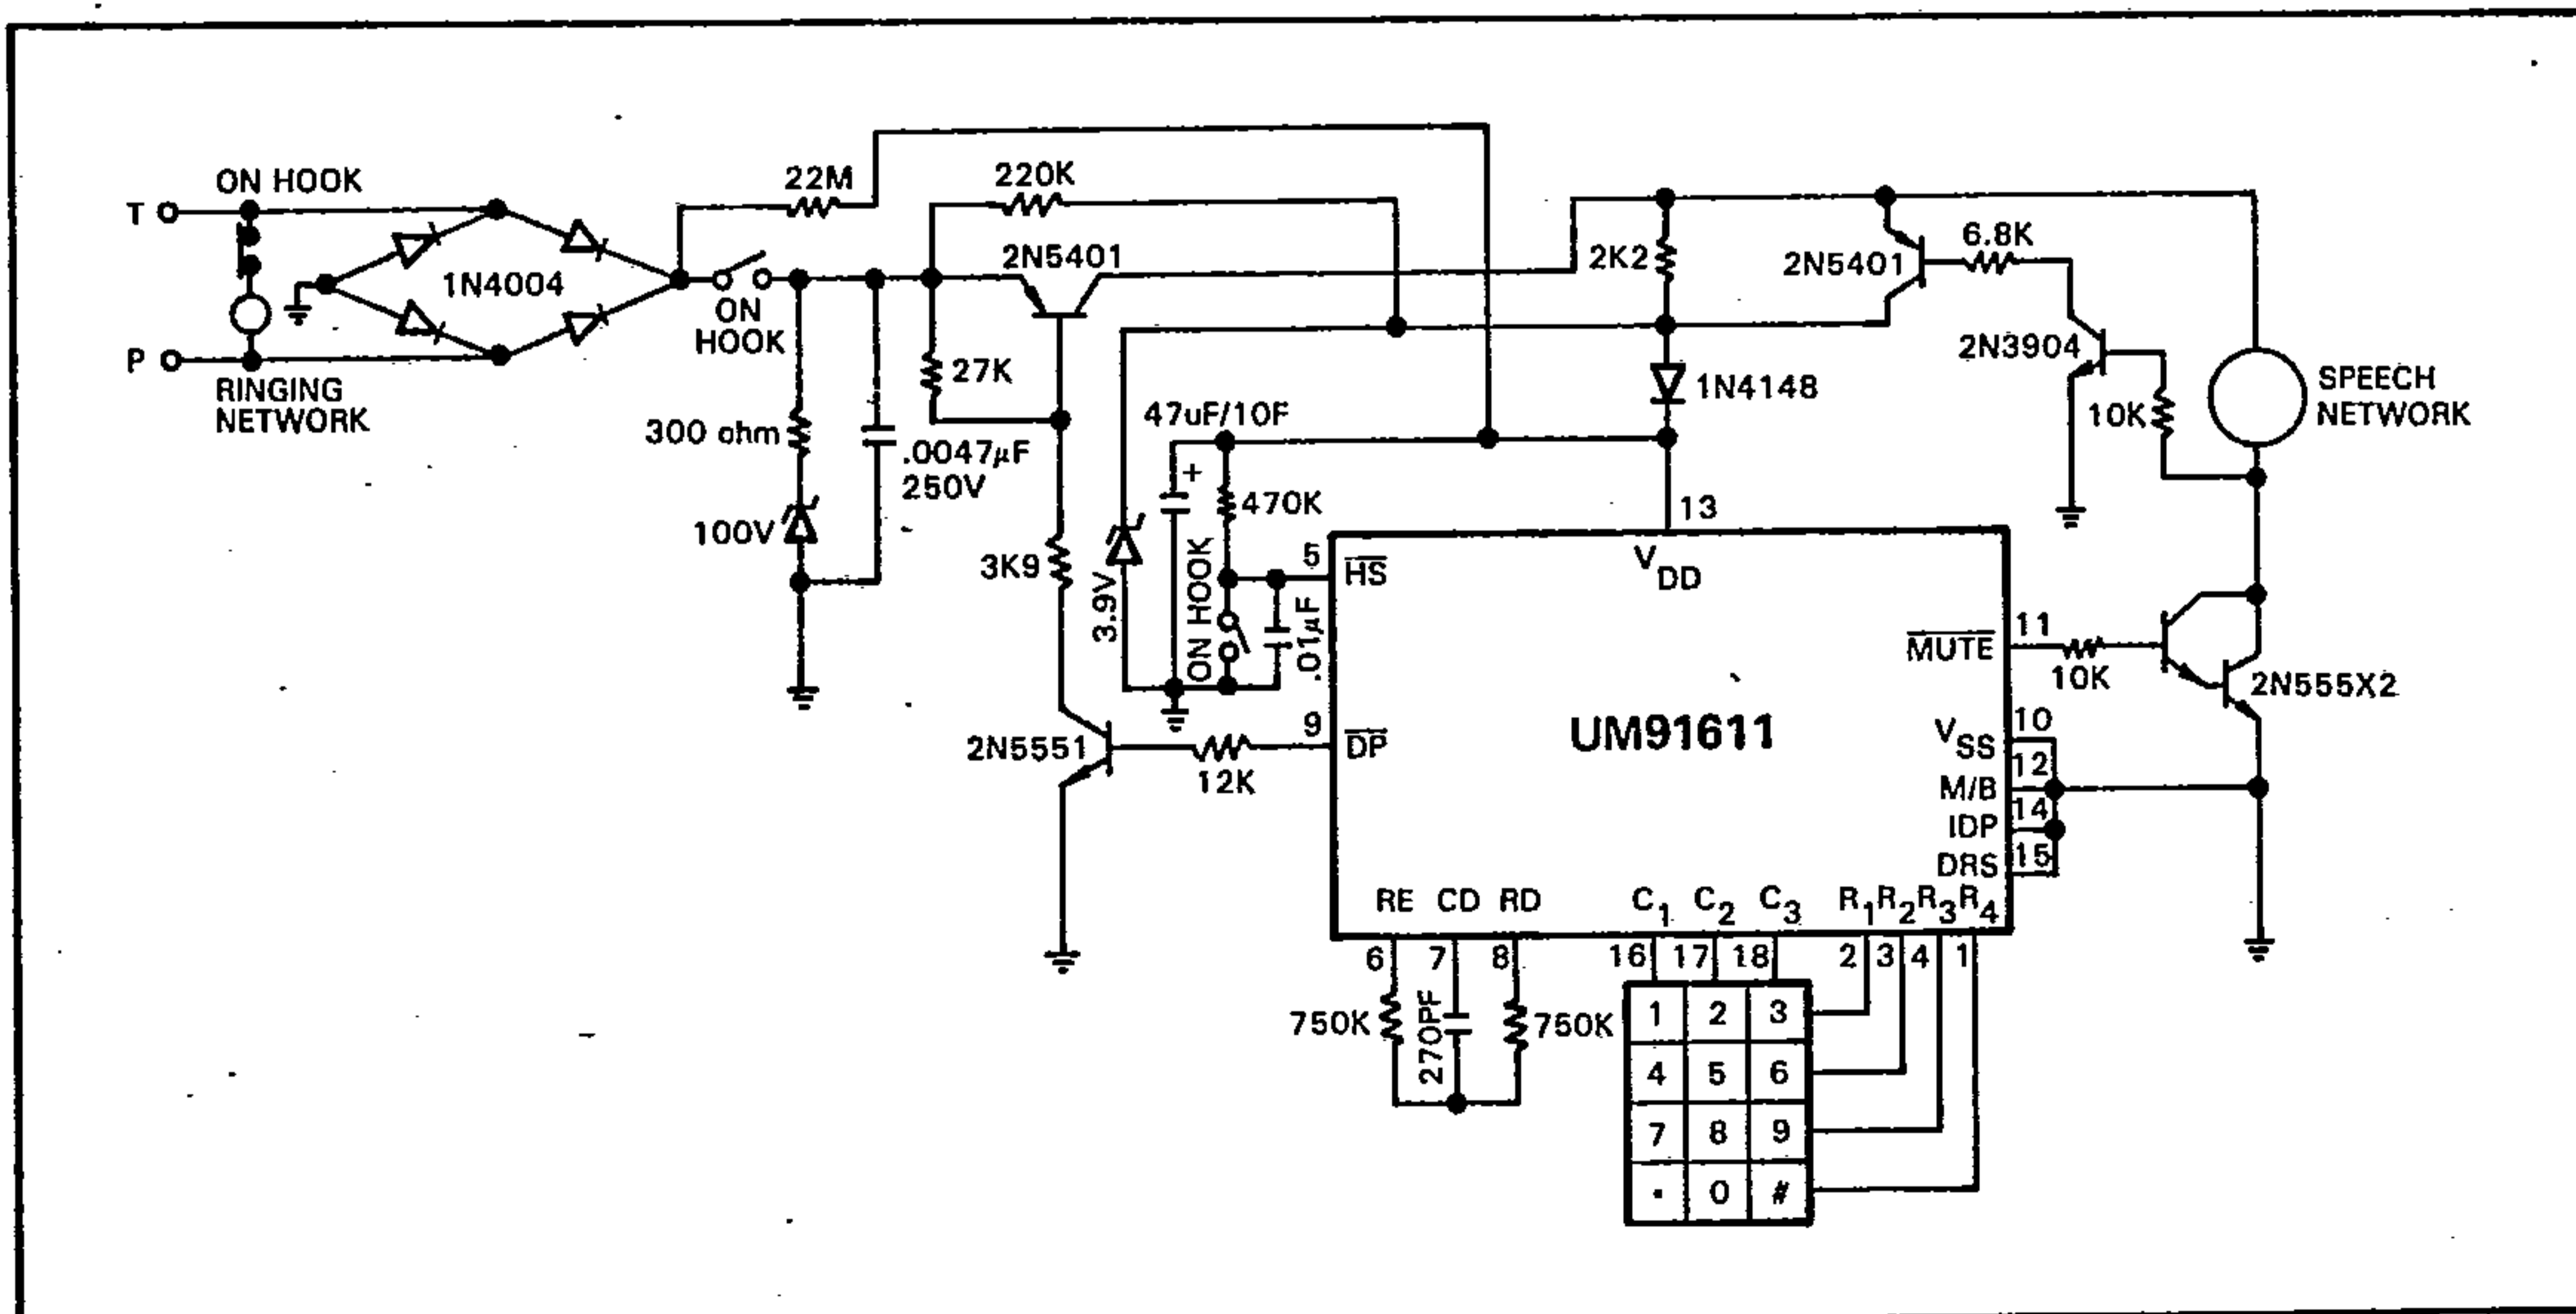 ON HOOK
T
P
RINGING
NETWORK
1N4004
22M
ON
HOOK
220K
2N5401
27K
300 ohm
.0047μF
250V
100V
3K9
3.9V
47uF/10F
+
470K
ON HOOK
.01μF
2N5551
12K
2K2
1N4148
2N5401
6.8K
2N3904
10K
SPEECH
NETWORK
10K
2N555X2
UM91611
13
VDD
5
HS
9
DP
11
MUTE
10
VSS
12
M/B
14
IDP
15
DRS
RE CD RD C1 C2 C3 R1 R2 R3 R4
6 7 8 16 17 18 2 3 4 1
750K
270PF
750K
1 2 3
4 5 6
7 8 9
· 0 #